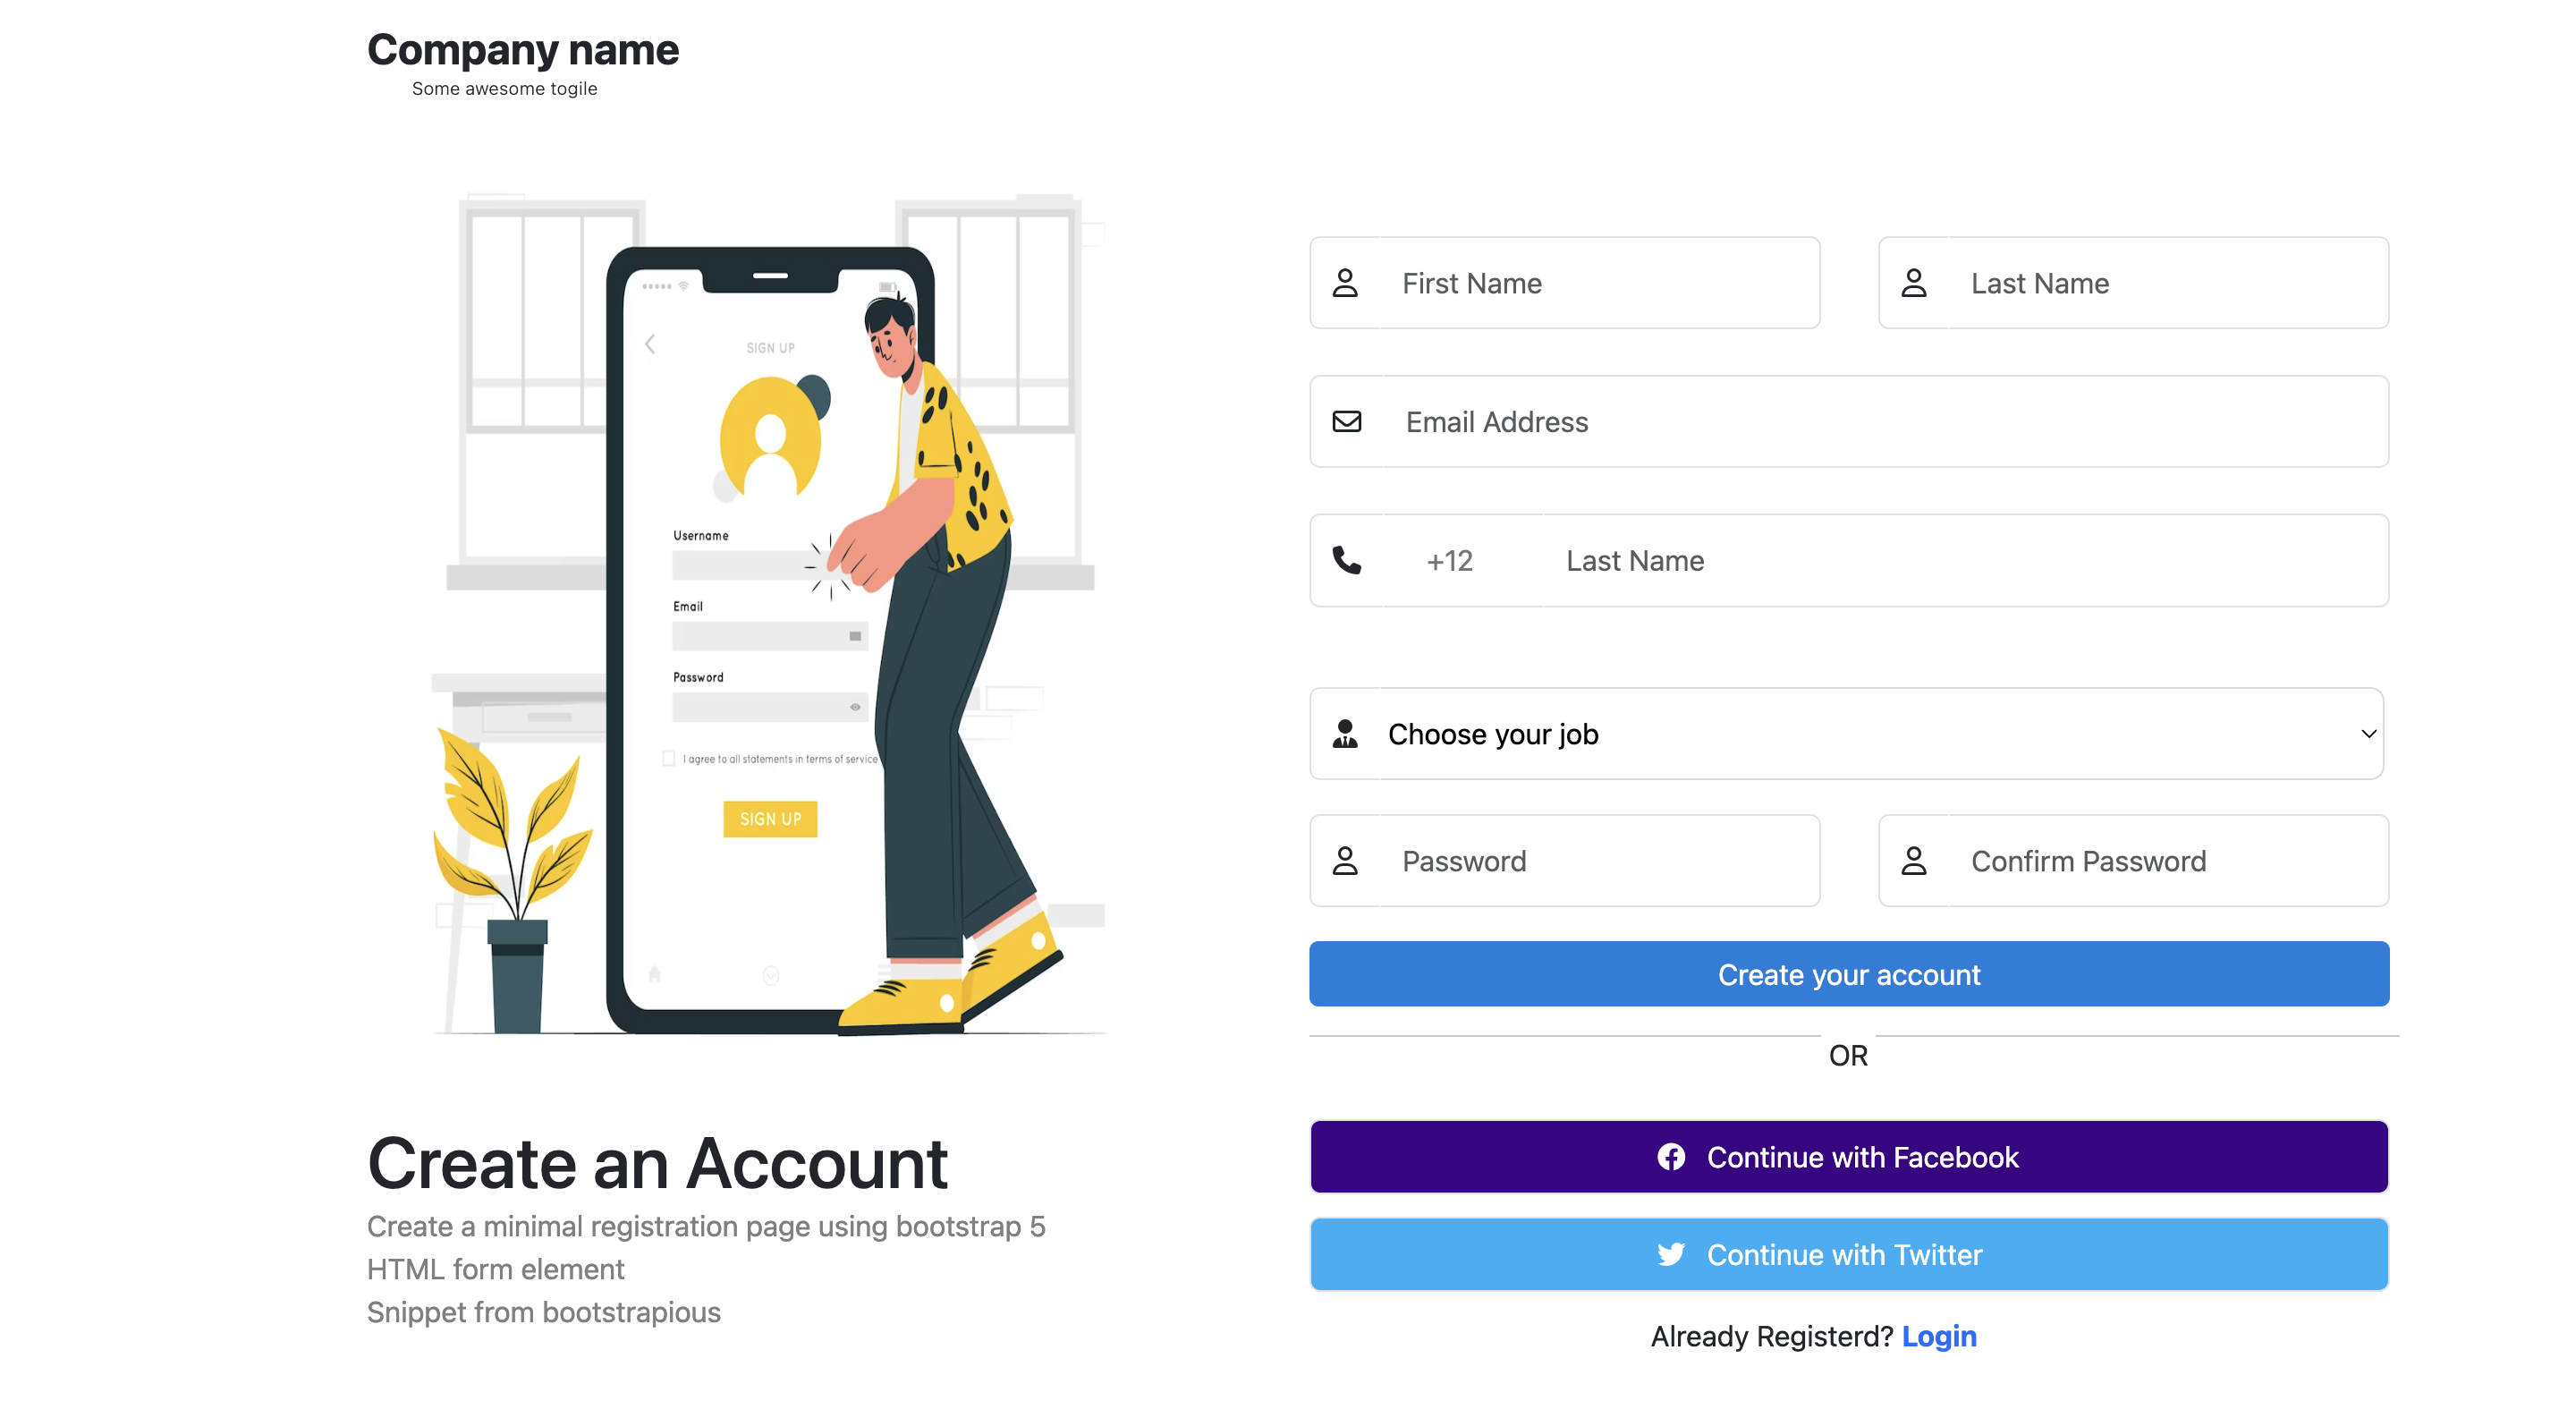 Company name
Some awesome togile
SIGN UP
Username
Email
Password
I agree to all statements in terms of service
SIGN UP
Create an Account
Create a minimal registration page using bootstrap 5
HTML form element
Snippet from bootstrapious
First Name
Last Name
Email Address
+12 Last Name
Choose your job
Password
Confirm Password
Create your account
OR
Continue with Facebook
Continue with Twitter
Already Registerd? Login